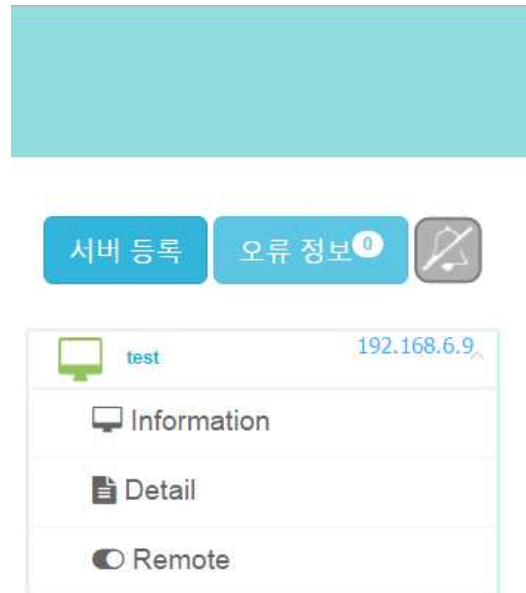 서버 등록 오류 정보 0
test 192.168.6.9
Information
Detail
Remote